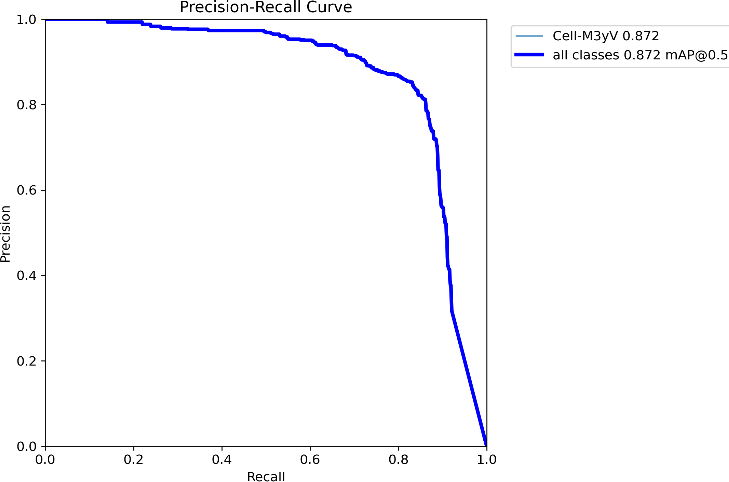 Precision-Recall Curve
Cell-M3yV 0.872
all classes 0.872 mAP@0.5
1.0
0.8
0.6
0.4
0.2
0.0
Precision
0.0 0.2 0.4 0.6 0.8 1.0
Recall